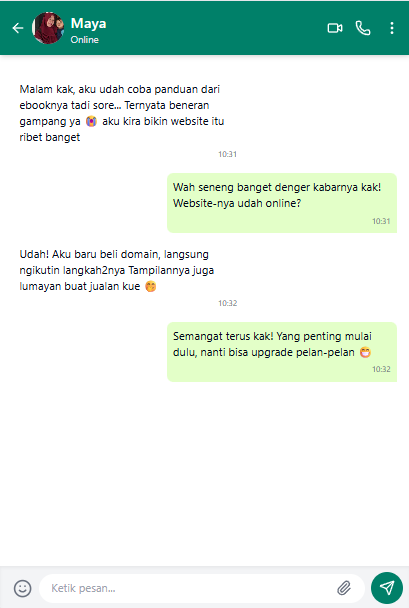 Maya
Online
Malam kak, aku udah coba panduan dari
ebooknya tadi sore... Ternyata beneran
gampang ya 🤯 aku kira bikin website itu
ribet banget
10:31
Wah seneng banget denger kabarnya kak!
Website-nya udah online?
10:31
Udah! Aku baru beli domain, langsung
ngikutin langkah2nya Tampilannya juga
lumayan buat jualan kue 🤭
10:32
Semangat terus kak! Yang penting mulai
dulu, nanti bisa upgrade pelan-pelan 😁
10:32
Ketik pesan...